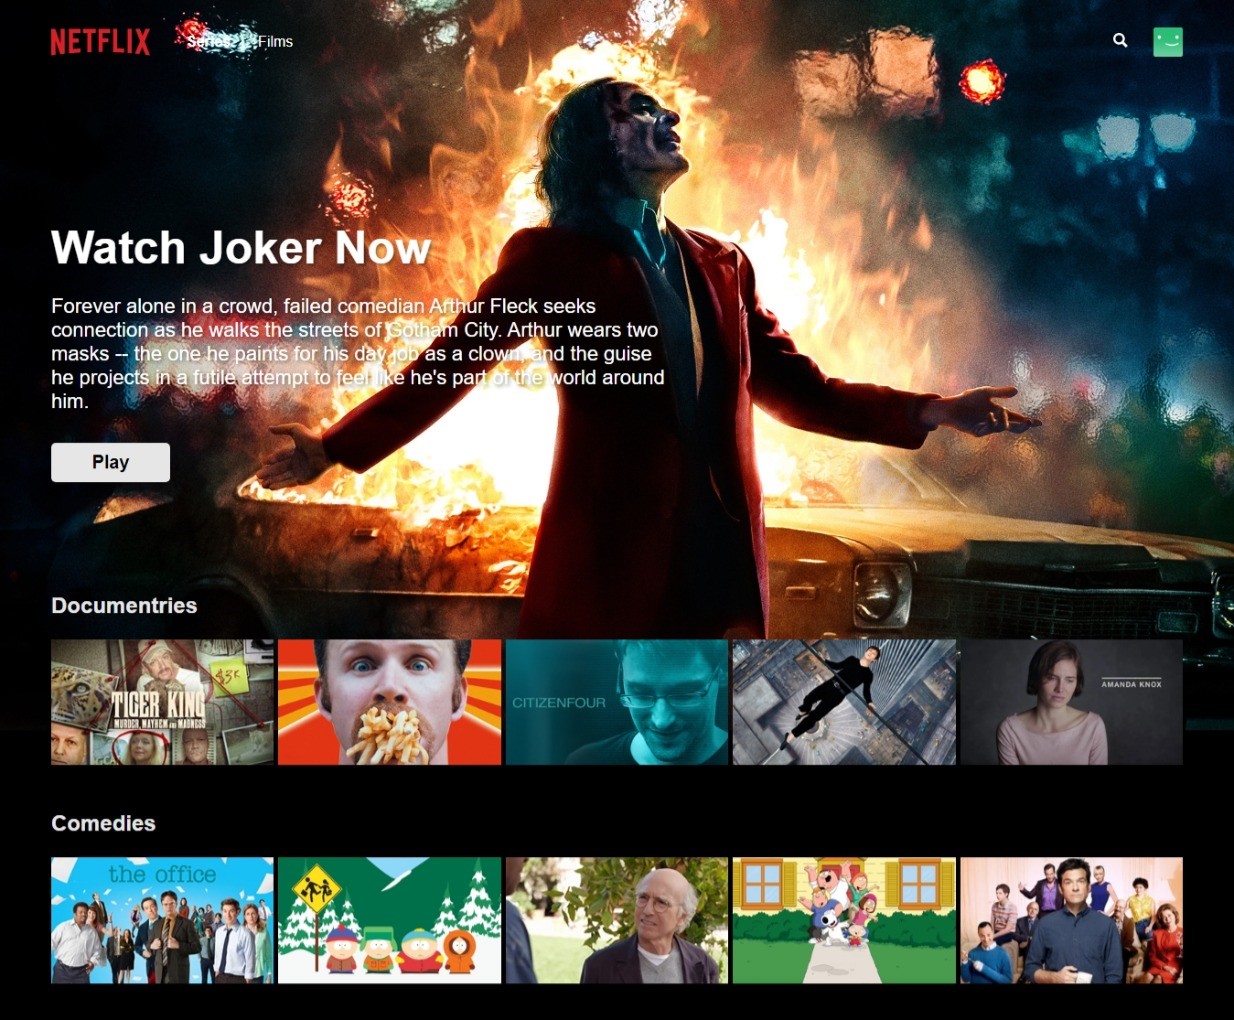 NETFLIX
Series Films
Watch Joker Now
Forever alone in a crowd, failed comedian Arthur Fleck seeks
connection as he walks the streets of Gotham City. Arthur wears two
masks -- the one he paints for his day job as a clown, and the guise
he projects in a futile attempt to feel like he's part of the world around
him.
Play
Documentries
$3K
TIGER KING
MURDER, MAYHEM AND MADNESS
CITIZENFOUR
AMANDA KNOX
Comedies
the office